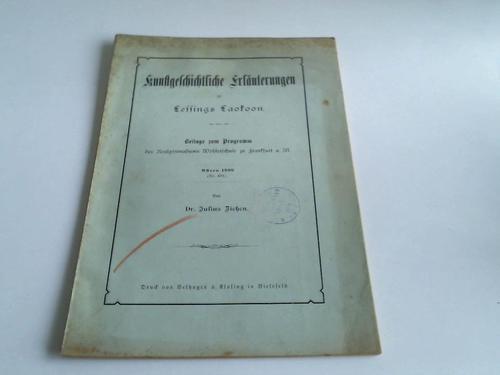 Kunstgeschichtliche Erläuterungen
zu
Lessings Laokoon.
Beilage zum Programm
des Realgymnasiums Wöhlerschule zu Frankfurt a. M.
Ostern 1899
Von
Dr. Julius Ziehen.
Druck von Velhagen & Klasing in Bielefeld.